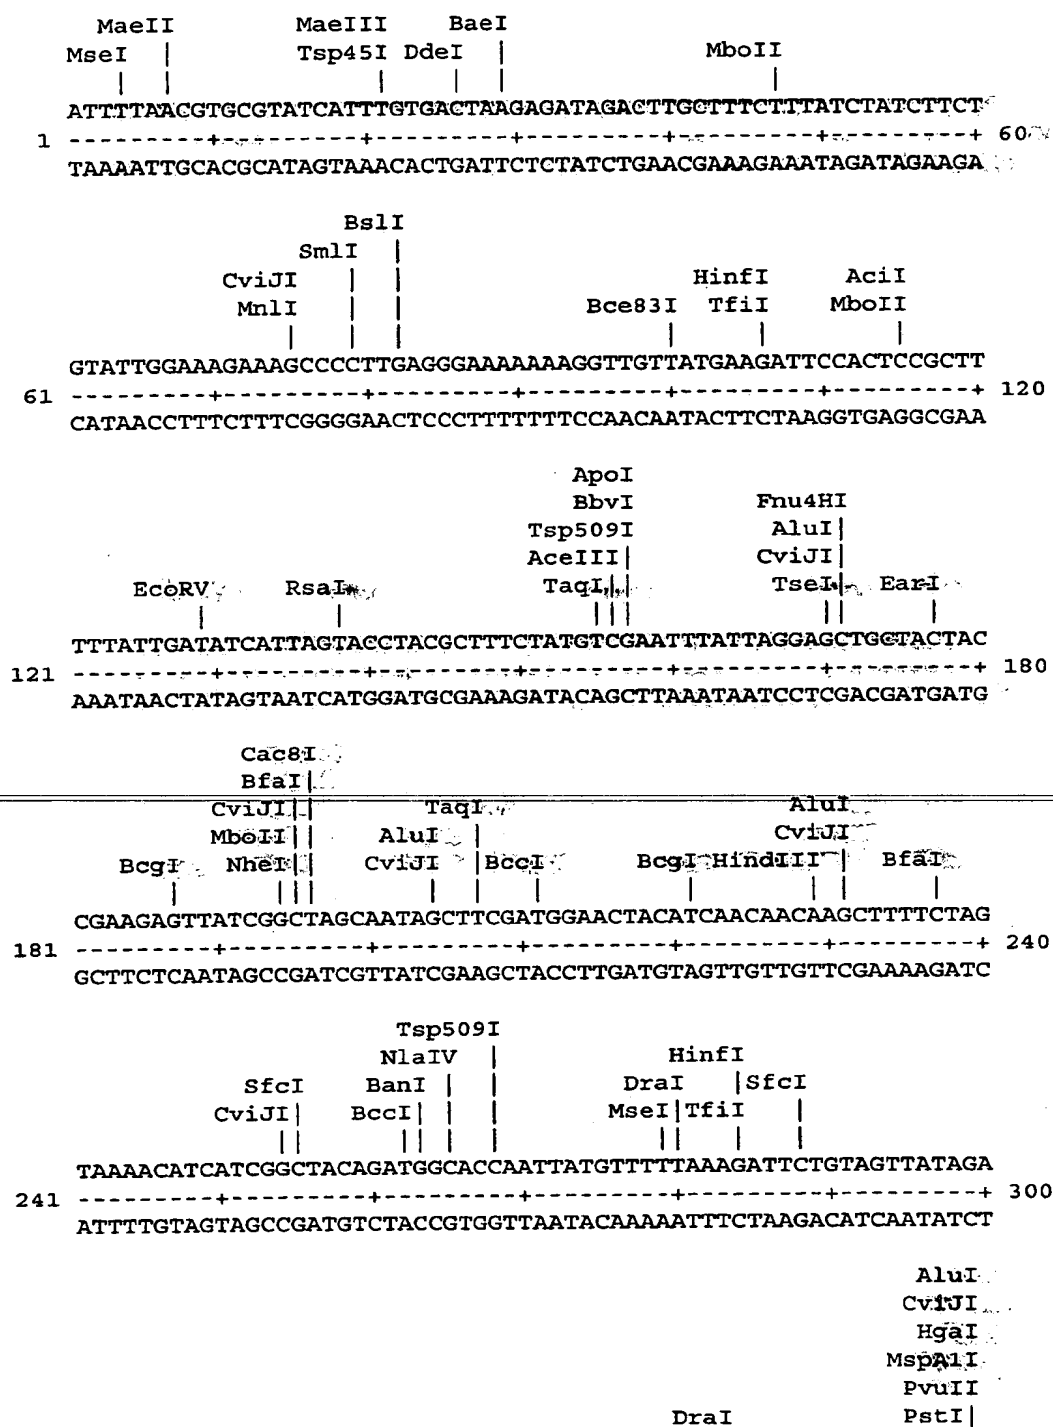 MaeII MaeIII BaeI
MseI | Tsp45I DdeI | MboII
| | | | | |
ATTTTAACGTGCGTATCATTTGTGACTAAGAGATAGACTTGCTTTCTTTATCTATCTTCT
1 ---------+---------+---------+---------+---------+---------+ 60
TAAAATTGCACGCATAGTAAACACTGATTCTCTATCTGAACGAAAGAAATAGATAGAAGA
BslI
SmlI |
CviJI | | HinfI AciI
MnlI | | Bce83I TfiI MboII
| | | | | |
GTATTGGAAAGAAAGCCCCTTGAGGGAAAAAAAGGTTGTTATGAAGATTCCACTCCGCTT
61 ---------+---------+---------+---------+---------+---------+ 120
CATAACCTTTCTTTCGGGGAACTCCCTTTTTTTCCAACAATACTTCTAAGGTGAGGCGAA
ApoI
BbvI Fnu4HI
Tsp509I AluI|
AceIII| CviJI|
EcoRV RsaI TaqI,|| TseI| EarI
| | ||| || |
TTTATTGATATCATTAGTACCTACGCTTTCTATGTCGAATTTATTAGGAGCTGCTACTAC
121 ---------+---------+---------+---------+---------+---------+ 180
AAATAACTATAGTAATCATGGATGCGAAAGATACAGCTTAAATAATCCTCGACGATGATG
Cac8I
BfaI|
CviJI|| TaqI AluI
MboII|| AluI | CviJI
BcgI NheI|| CviJI |BccI BcgI HindIII | BfaI
| ||| | | | | | | |
CGAAGAGTTATCGGCTAGCAATAGCTTCGATGGAACTACATCAACAACAAGCTTTTCTAG
181 ---------+---------+---------+---------+---------+---------+ 240
GCTTCTCAATAGCCGATCGTTATCGAAGCTACCTTGATGTAGTTGTTGTTCGAAAAGATC
Tsp509I
NlaIV | HinfI
SfcI BanI | | DraI |SfcI
CviJI| BccI| | | MseI|TfiI |
|| || | | || | |
TAAAACATCATCGGCTACAGATGGCACCAATTATGTTTTTAAAGATTCTGTAGTTATAGA
241 ---------+---------+---------+---------+---------+---------+ 300
ATTTTGTAGTAGCCGATGTCTACCGTGGTTAATACAAAAATTTCTAAGACATCAATATCT
AluI
CviJI
HgaI
MspA1I
PvuII
DraI PstI|